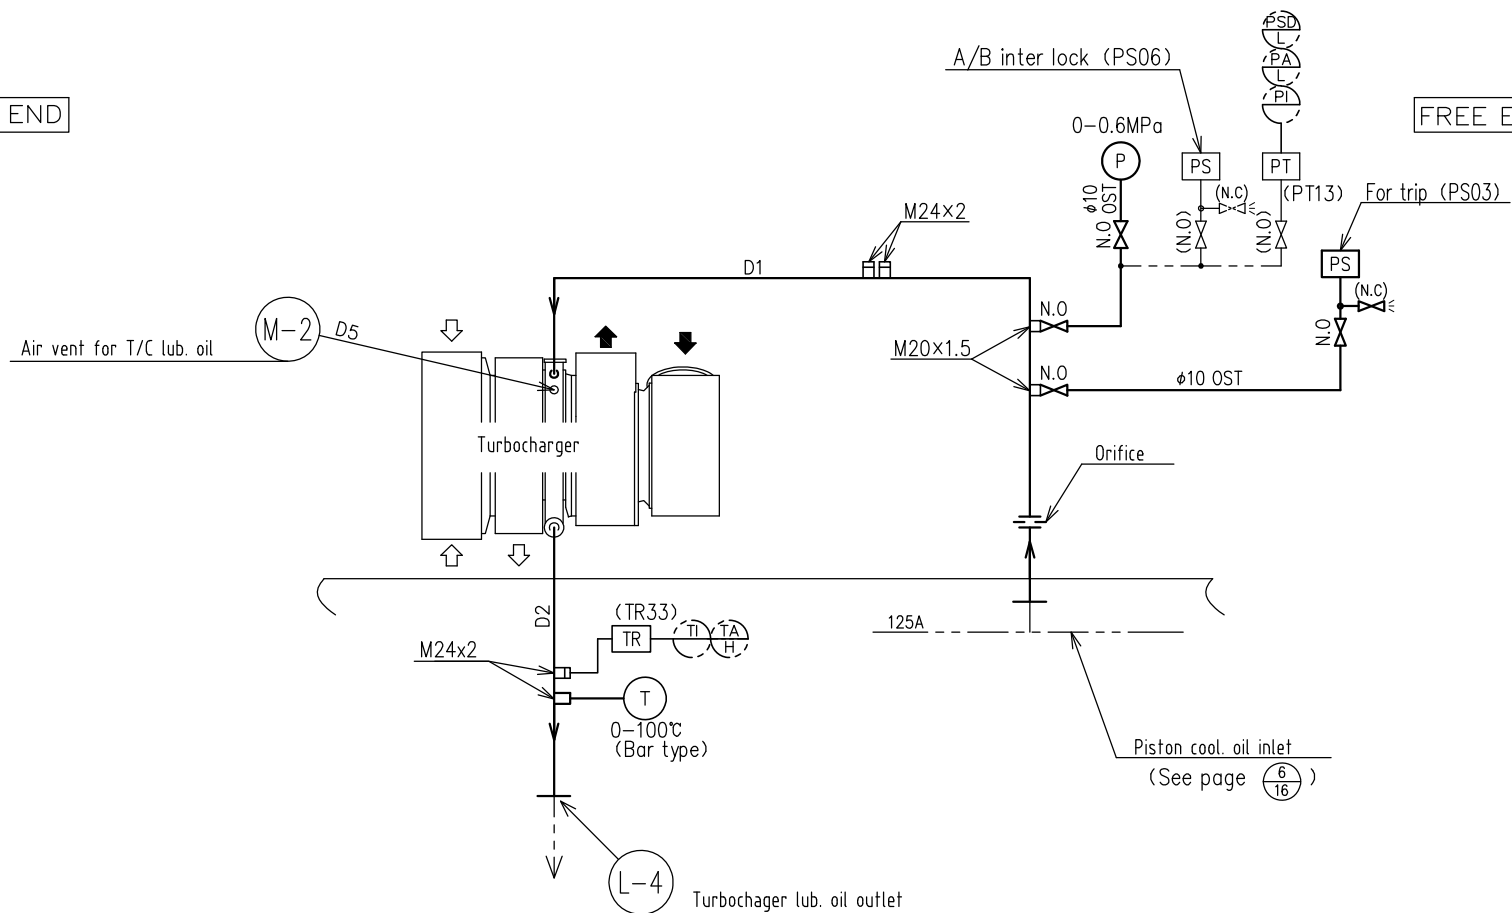 PSD
L
A/B inter lock (PS06)
PA
L
PI
END
FREE E
0-0.6MPa
P
PS
PT
(N.C)
(PT13)
For trip (PS03)
φ10
OST
N.O
(N.O)
(N.O)
M24×2
D1
PS
(N.C)
N.O
N.O
M-2
D5
Air vent for T/C lub. oil
M20×1.5
N.O
φ10 OST
Turbocharger
Orifice
D2
(TR33)
TR
TI
TA
H
125A
M24x2
T
0-100℃
(Bar type)
Piston cool. oil inlet
(See page 6
16 )
L-4
Turbochager lub. oil outlet